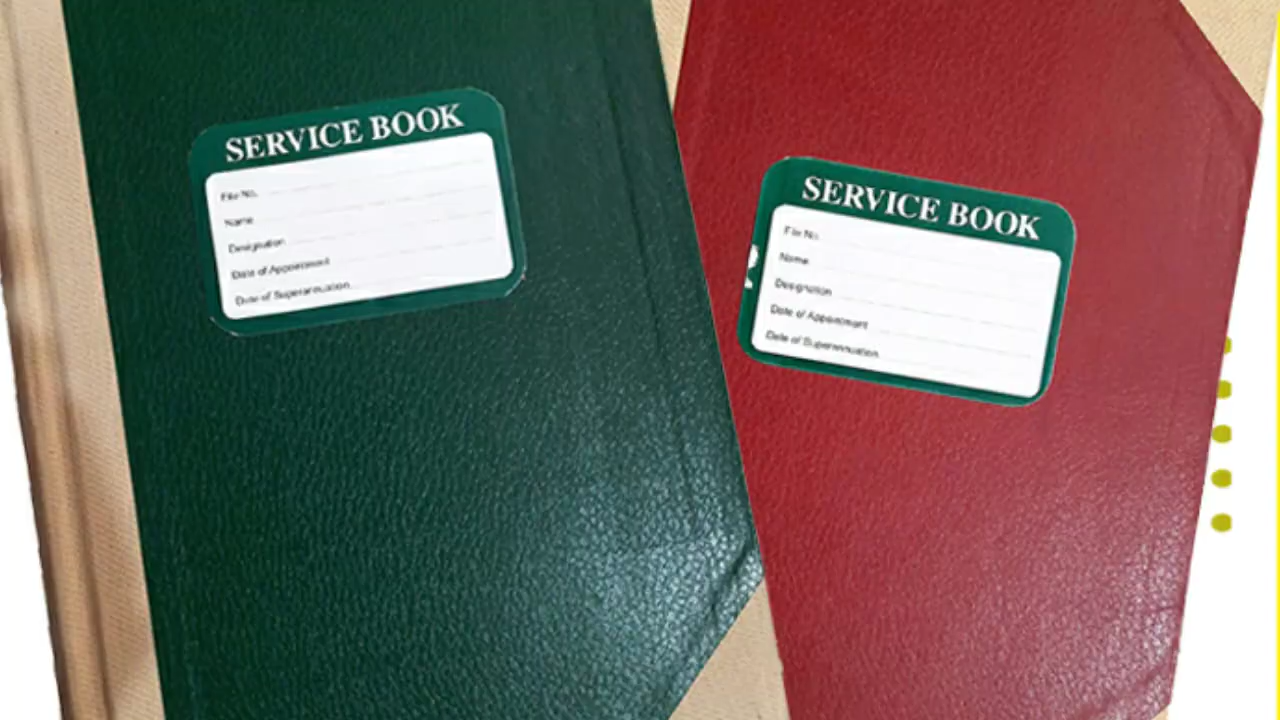 SERVICE BOOK
File No.
Name
Designation
Date of Appointment
Date of Superannuation
SERVICE BOOK
File No.
Name
Designation
Date of Appointment
Date of Superannuation